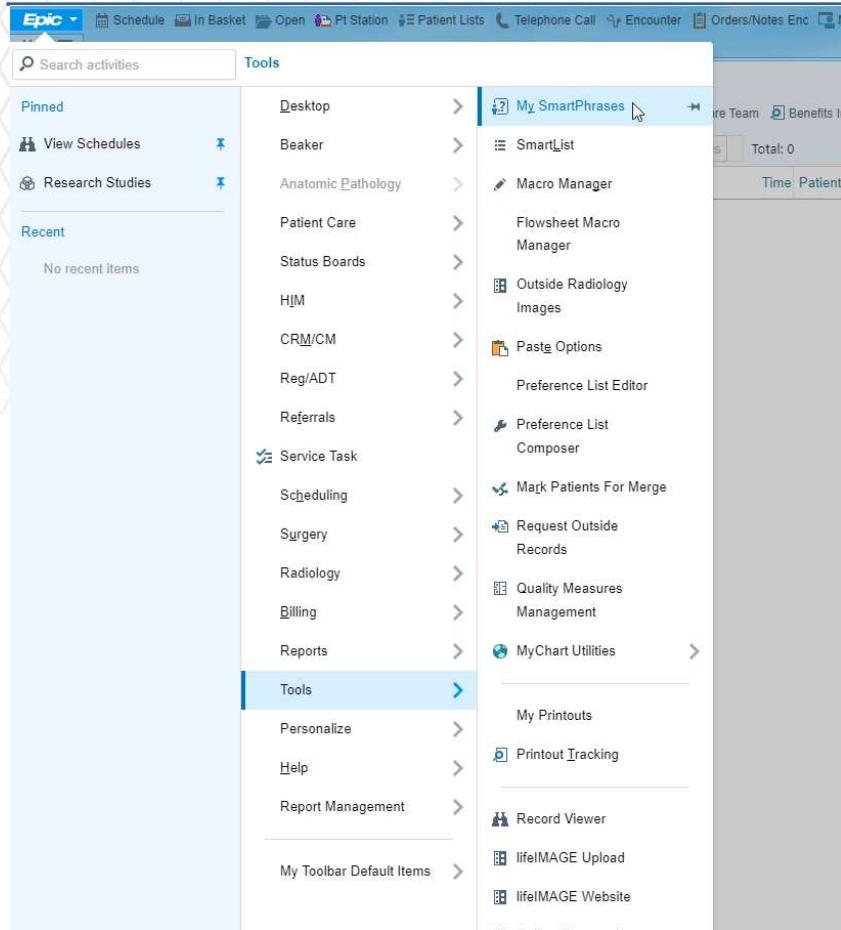 Epic Schedule In Basket Open Pt Station Patient Lists Telephone Call Encounter Orders/Notes Enc
Search activities
Tools
Pinned
View Schedules
Research Studies
Recent
No recent items
Desktop
Beaker
Anatomic Pathology
Patient Care
Status Boards
HIM
CRM/CM
Reg/ADT
Referrals
Service Task
Scheduling
Surgery
Radiology
Billing
Reports
Tools
Personalize
Help
Report Management
My Toolbar Default Items
My SmartPhrases
SmartList
Macro Manager
Flowsheet Macro
Manager
Outside Radiology
Images
Paste Options
Preference List Editor
Preference List
Composer
Mark Patients For Merge
Request Outside
Records
Quality Measures
Management
MyChart Utilities
My Printouts
Printout Tracking
Record Viewer
lifeIMAGE Upload
lifeIMAGE Website
Team Benefits
Total: 0
Time Patient